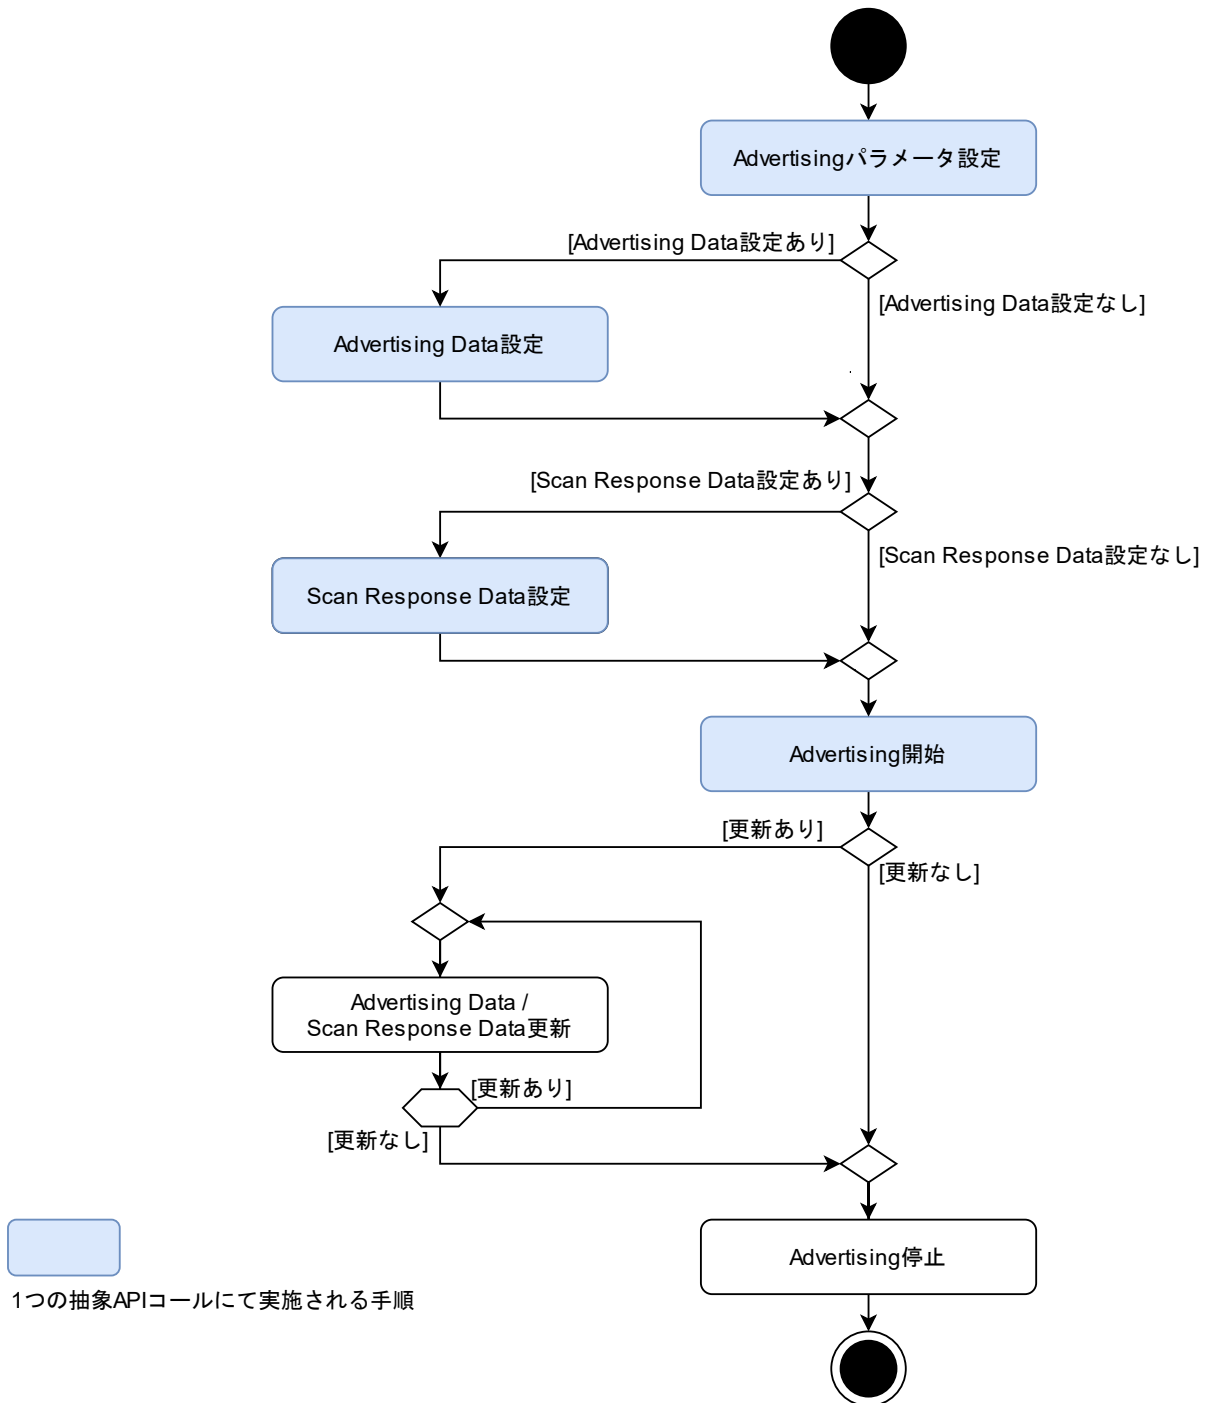 Advertisingパラメータ設定
[Advertising Data設定あり]
[Advertising Data設定なし]
Advertising Data設定
[Scan Response Data設定あり]
[Scan Response Data設定なし]
Scan Response Data設定
Advertising開始
[更新あり]
[更新なし]
Advertising Data /
Scan Response Data更新
[更新あり]
[更新なし]
Advertising停止
1つの抽象APIコールにて実施される手順